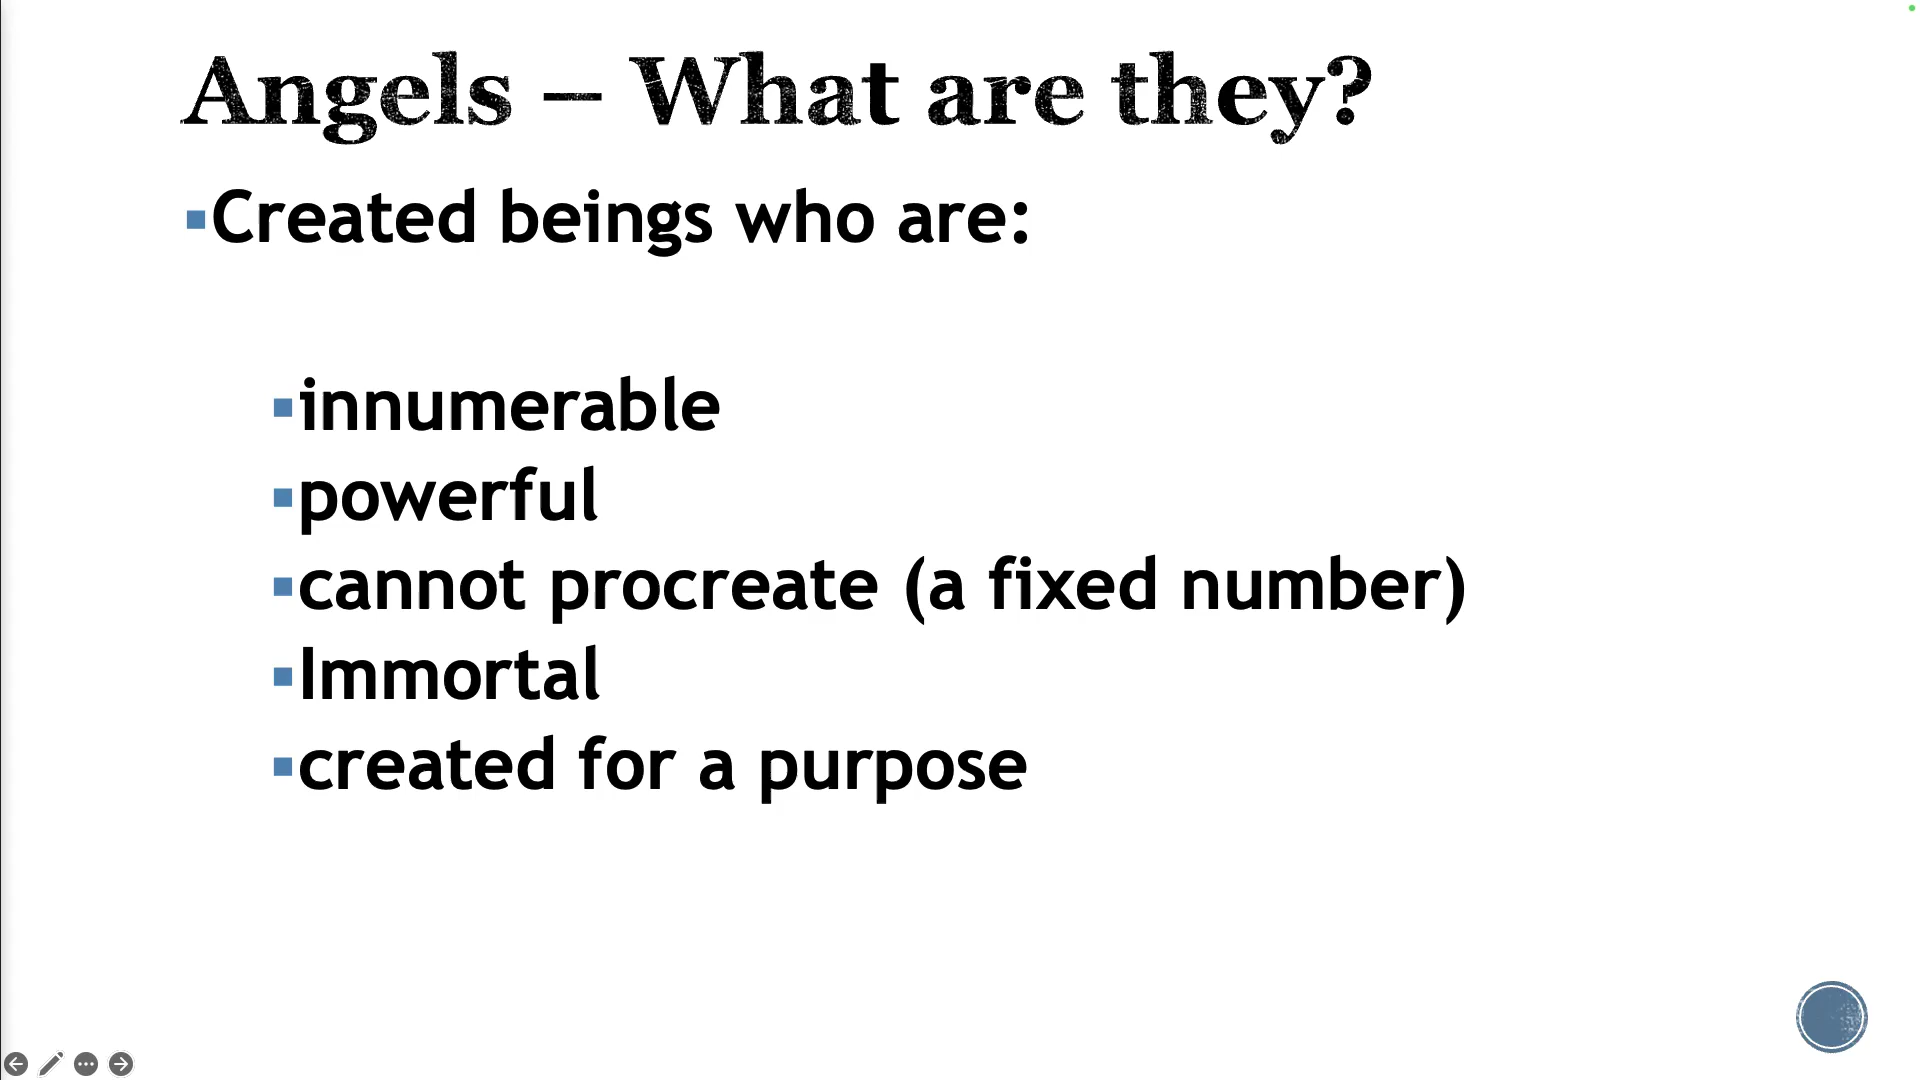 Angels – What are they?
▪Created beings who are:
▪innumerable
▪powerful
▪cannot procreate (a fixed number)
▪Immortal
▪created for a purpose